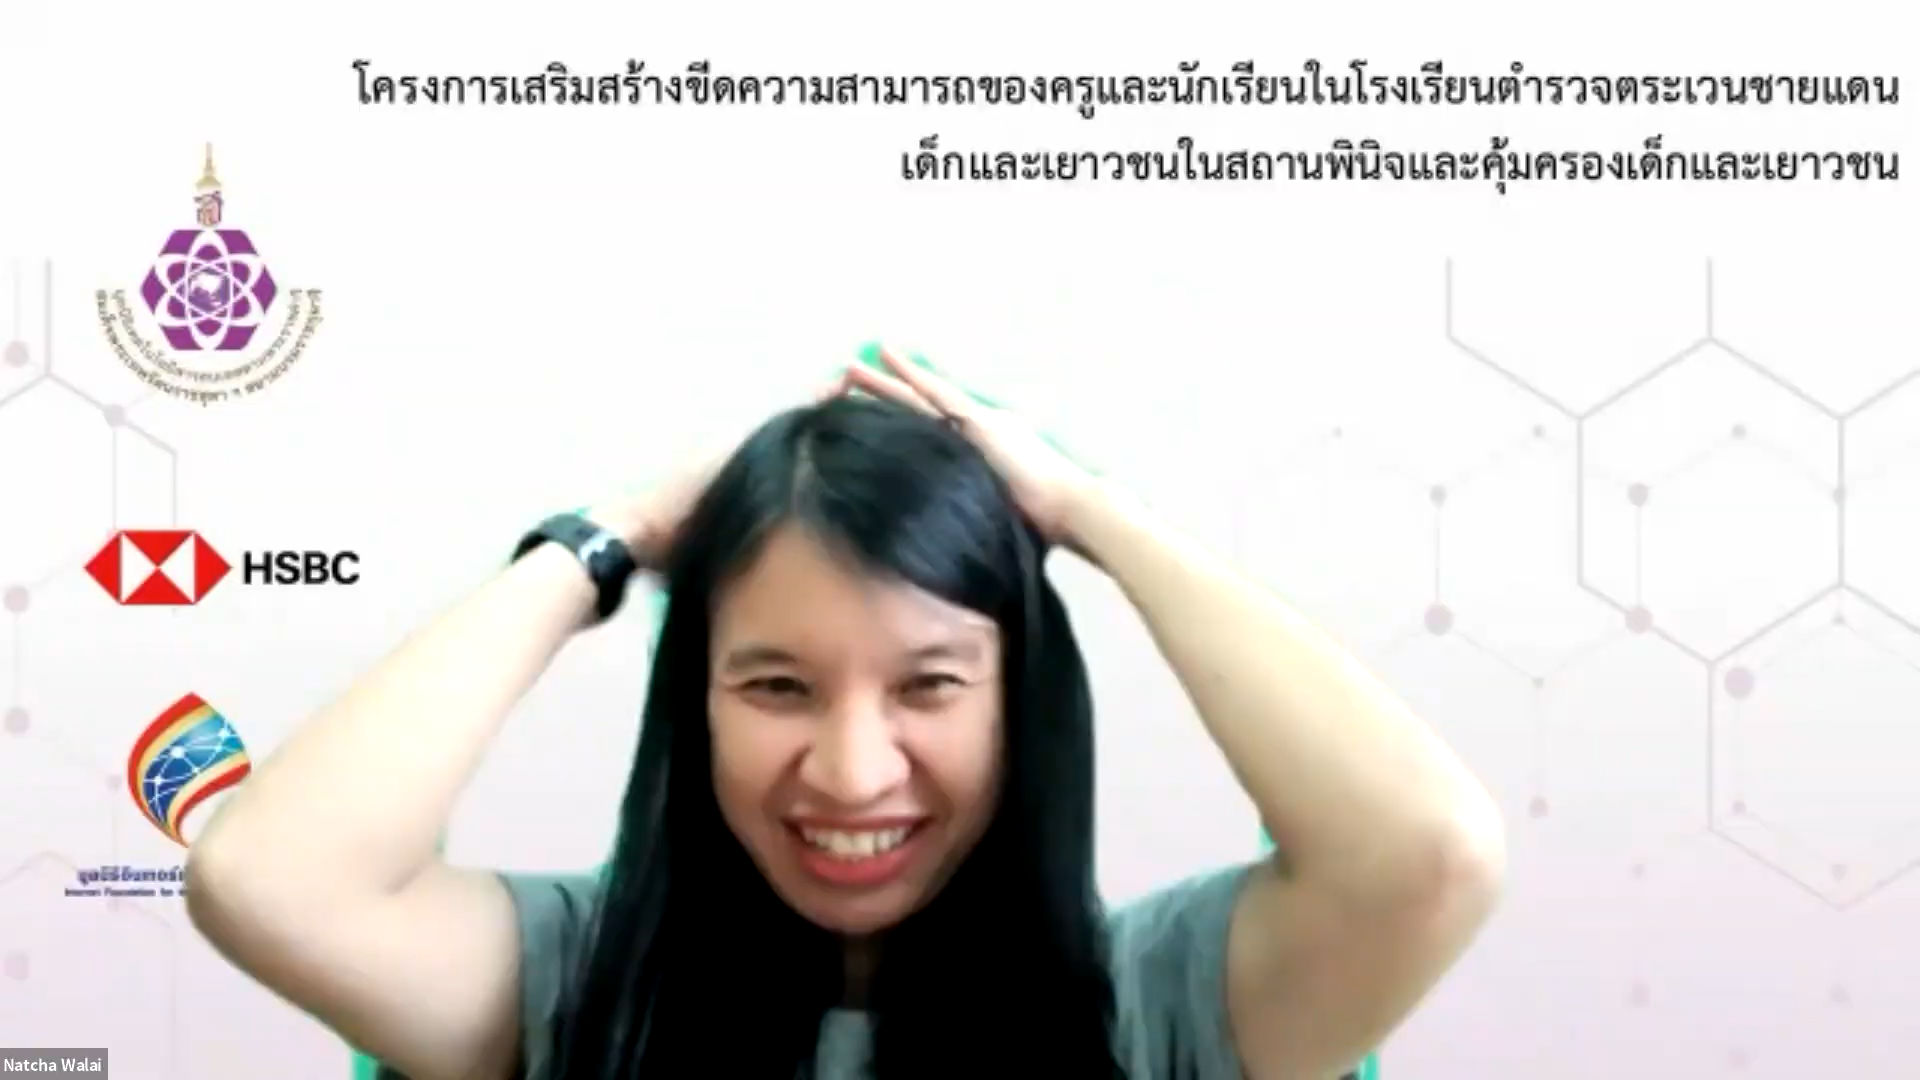 โครงการเสริมสร้างขีดความสามารถของครูและนักเรียนในโรงเรียนตำรวจตระเวนชายแดน
เด็กและเยาวชนในสถานพินิจและคุ้มครองเด็กและเยาวชน
HSBC
Internet Foundation for
Natcha Walai